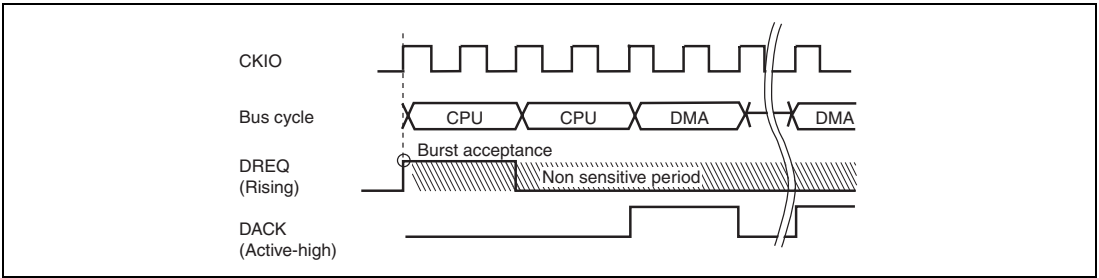 CKIO
Bus cycle
CPU CPU DMA DMA
Burst acceptance
DREQ
(Rising)
Non sensitive period
DACK
(Active-high)